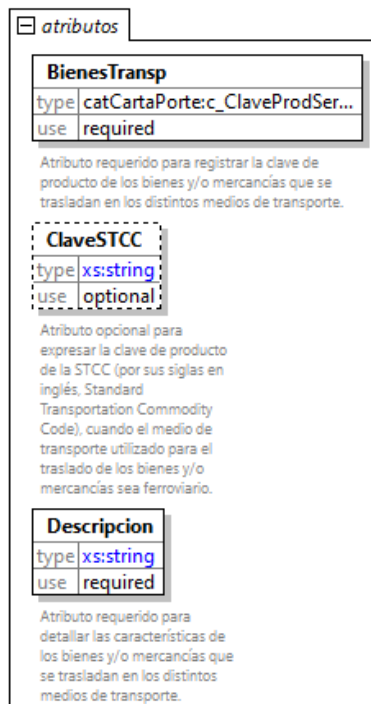 atributos
BienesTransp
type catCartaPorte:c_ClaveProdSer...
use required
Atributo requerido para registrar la clave de
producto de los bienes y/o mercancías que se
trasladan en los distintos medios de transporte.
ClaveSTCC
type xs:string
use optional
Atributo opcional para
expresar la clave de producto
de la STCC (por sus siglas en
inglés, Standard
Transportation Commodity
Code), cuando el medio de
transporte utilizado para el
traslado de los bienes y/o
mercancías sea ferroviario.
Descripcion
type xs:string
use required
Atributo requerido para
detallar las características de
los bienes y/o mercancías que
se trasladan en los distintos
medios de transporte.